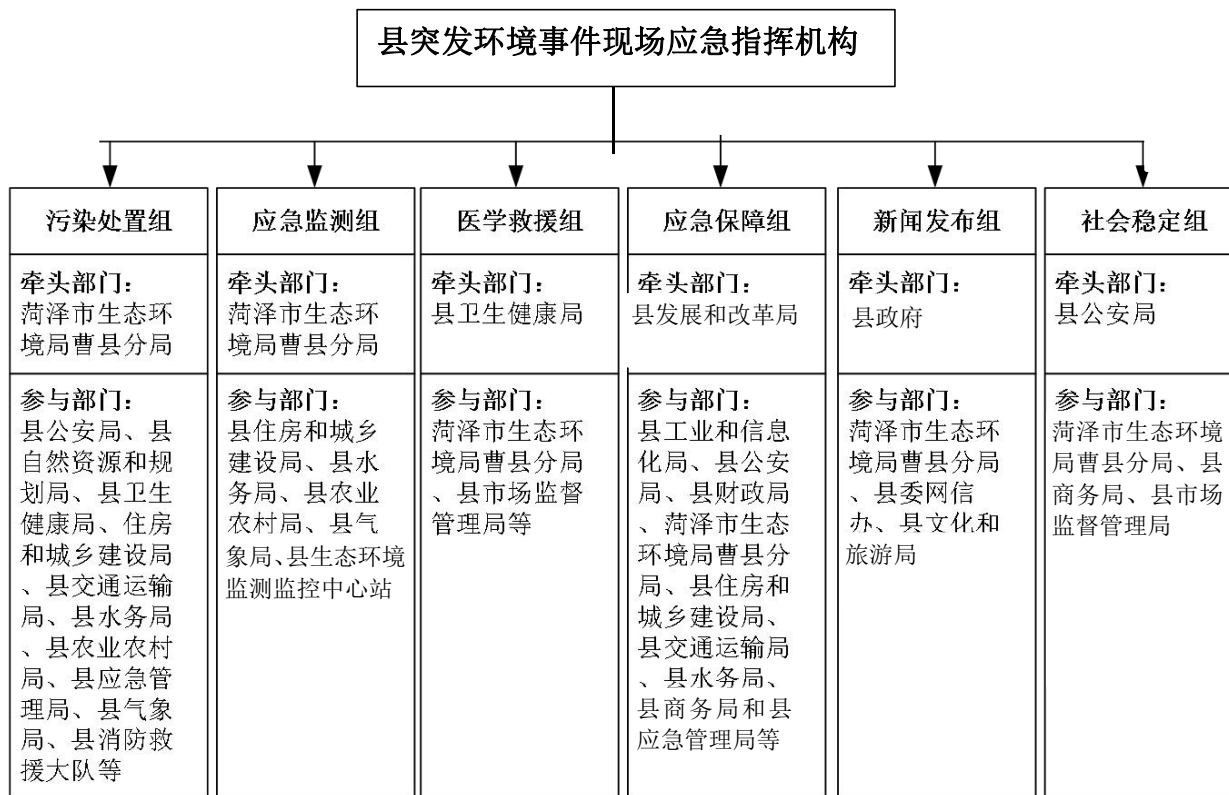 县突发环境事件现场应急指挥机构
污染处置组
牵头部门：
菏泽市生态环
境局曹县分局
参与部门：
县公安局、县
自然资源和规
划局、县卫生
健康局、住房
和城乡建设局
、县交通运输
局、县水务局
、县农业农村
局、县应急管
理局、县气象
局、县消防救
援大队等
应急监测组
牵头部门：
菏泽市生态环
境局曹县分局
参与部门：
县住房和城乡
建设局、县水
务局、县农业
农村局、县气
象局、县生态环境
监测监控中心站
医学救援组
牵头部门：
县卫生健康局
参与部门：
菏泽市生态环
境局曹县分局
、县市场监督
管理局等
应急保障组
牵头部门：
县发展和改革局
参与部门：
县工业和信息
化局、县公安
局、县财政局
、菏泽市生态
环境局曹县分
局、县住房和
城乡建设局、
县交通运输局
、县水务局、
县商务局和县
应急管理局等
新闻发布组
牵头部门：
县政府
参与部门：
菏泽市生态环
境局曹县分局
、县委网信
办、县文化和
旅游局
社会稳定组
牵头部门：
县公安局
参与部门：
菏泽市生态环境
局曹县分局、县
商务局、县市场
监督管理局